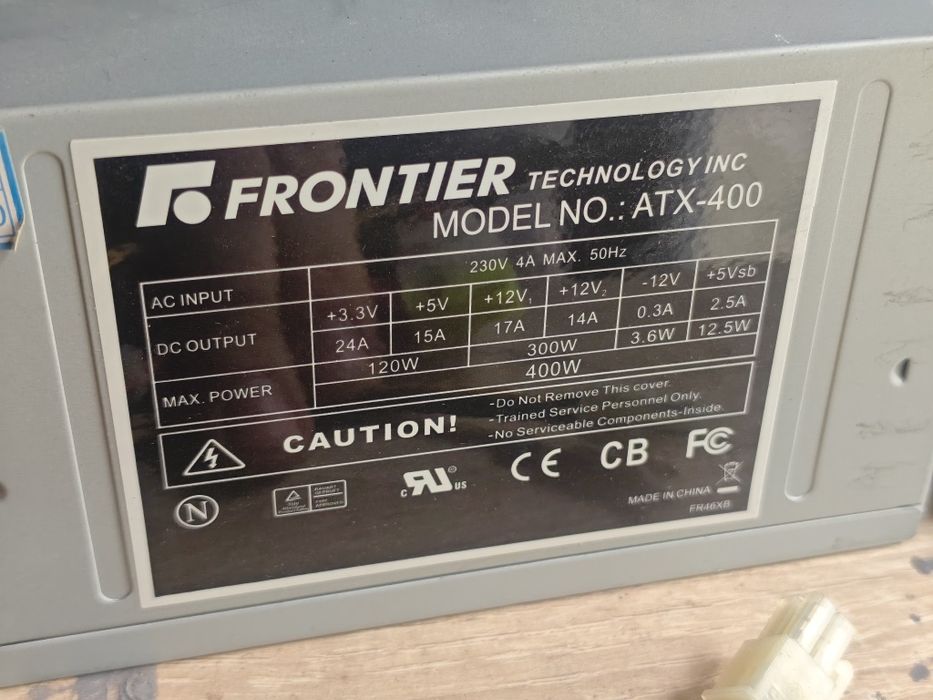 FRONTIER TECHNOLOGY INC
MODEL NO.: ATX-400
AC INPUT 230V 4A MAX. 50Hz
DC OUTPUT +3.3V +5V +12V₁ +12V₂ -12V +5Vsb
24A 15A 17A 14A 0.3A 2.5A
MAX. POWER 120W 300W 3.6W 12.5W
400W
CAUTION!
-Do Not Remove This cover.
-Trained Service Personnel Only.
-No Serviceable Components-Inside.
N
c RU ® US
CE
CB
FC
MADE IN CHINA
FR46XB